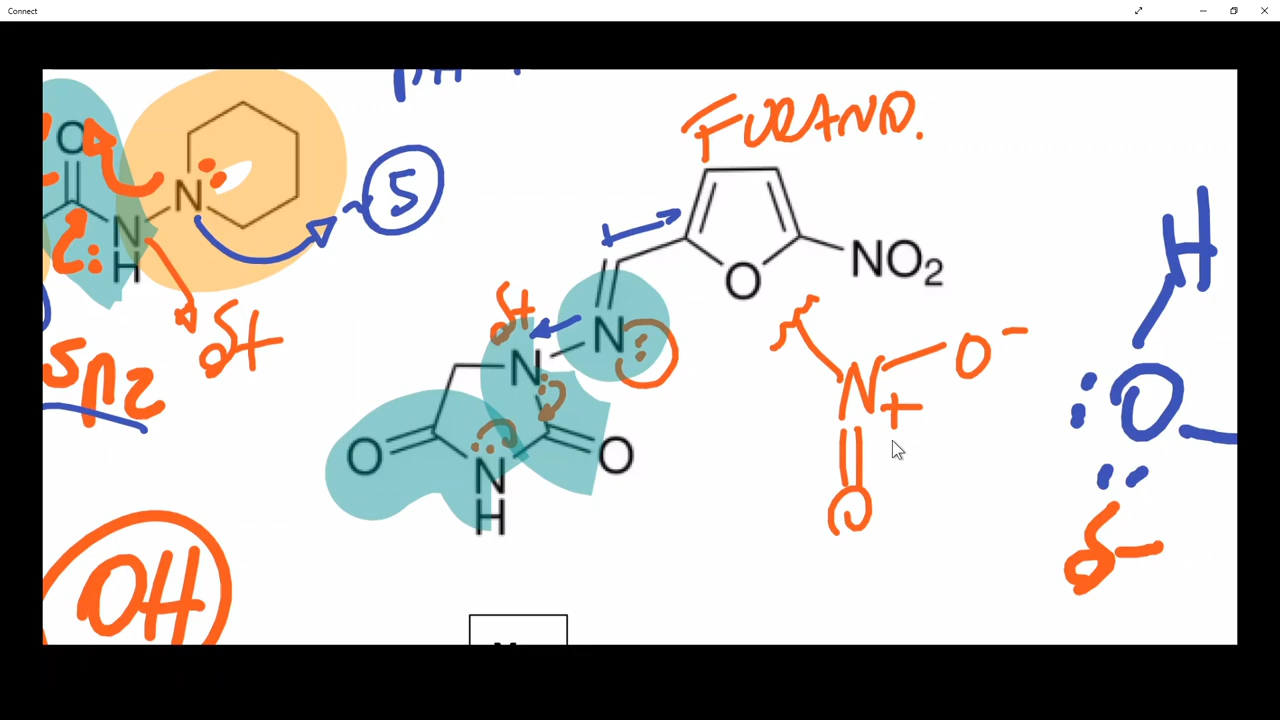 Connect
FURANO.
O
N
N
H
5
δ+
SN2
OH
O
NO2
δ+
N
N
O
O
N
H
N+
O-
O
H
O
δ-